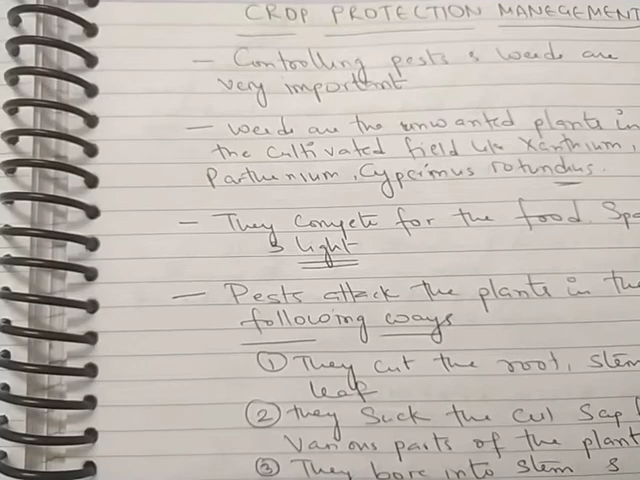 CROP PROTECTION MANEGEMENT
- Controlling pests & weeds are
very important
- weeds are the unwanted plants in
the cultivated field like Xanthium,
Parthenium, Cyperinus rotundus.
- They compete for the food. Spa
& light
- Pests attack the plants in the
following ways
① They cut the root, stem
leaf
② they suck the cell sap
Various parts of the plant
③ They bore into stem &